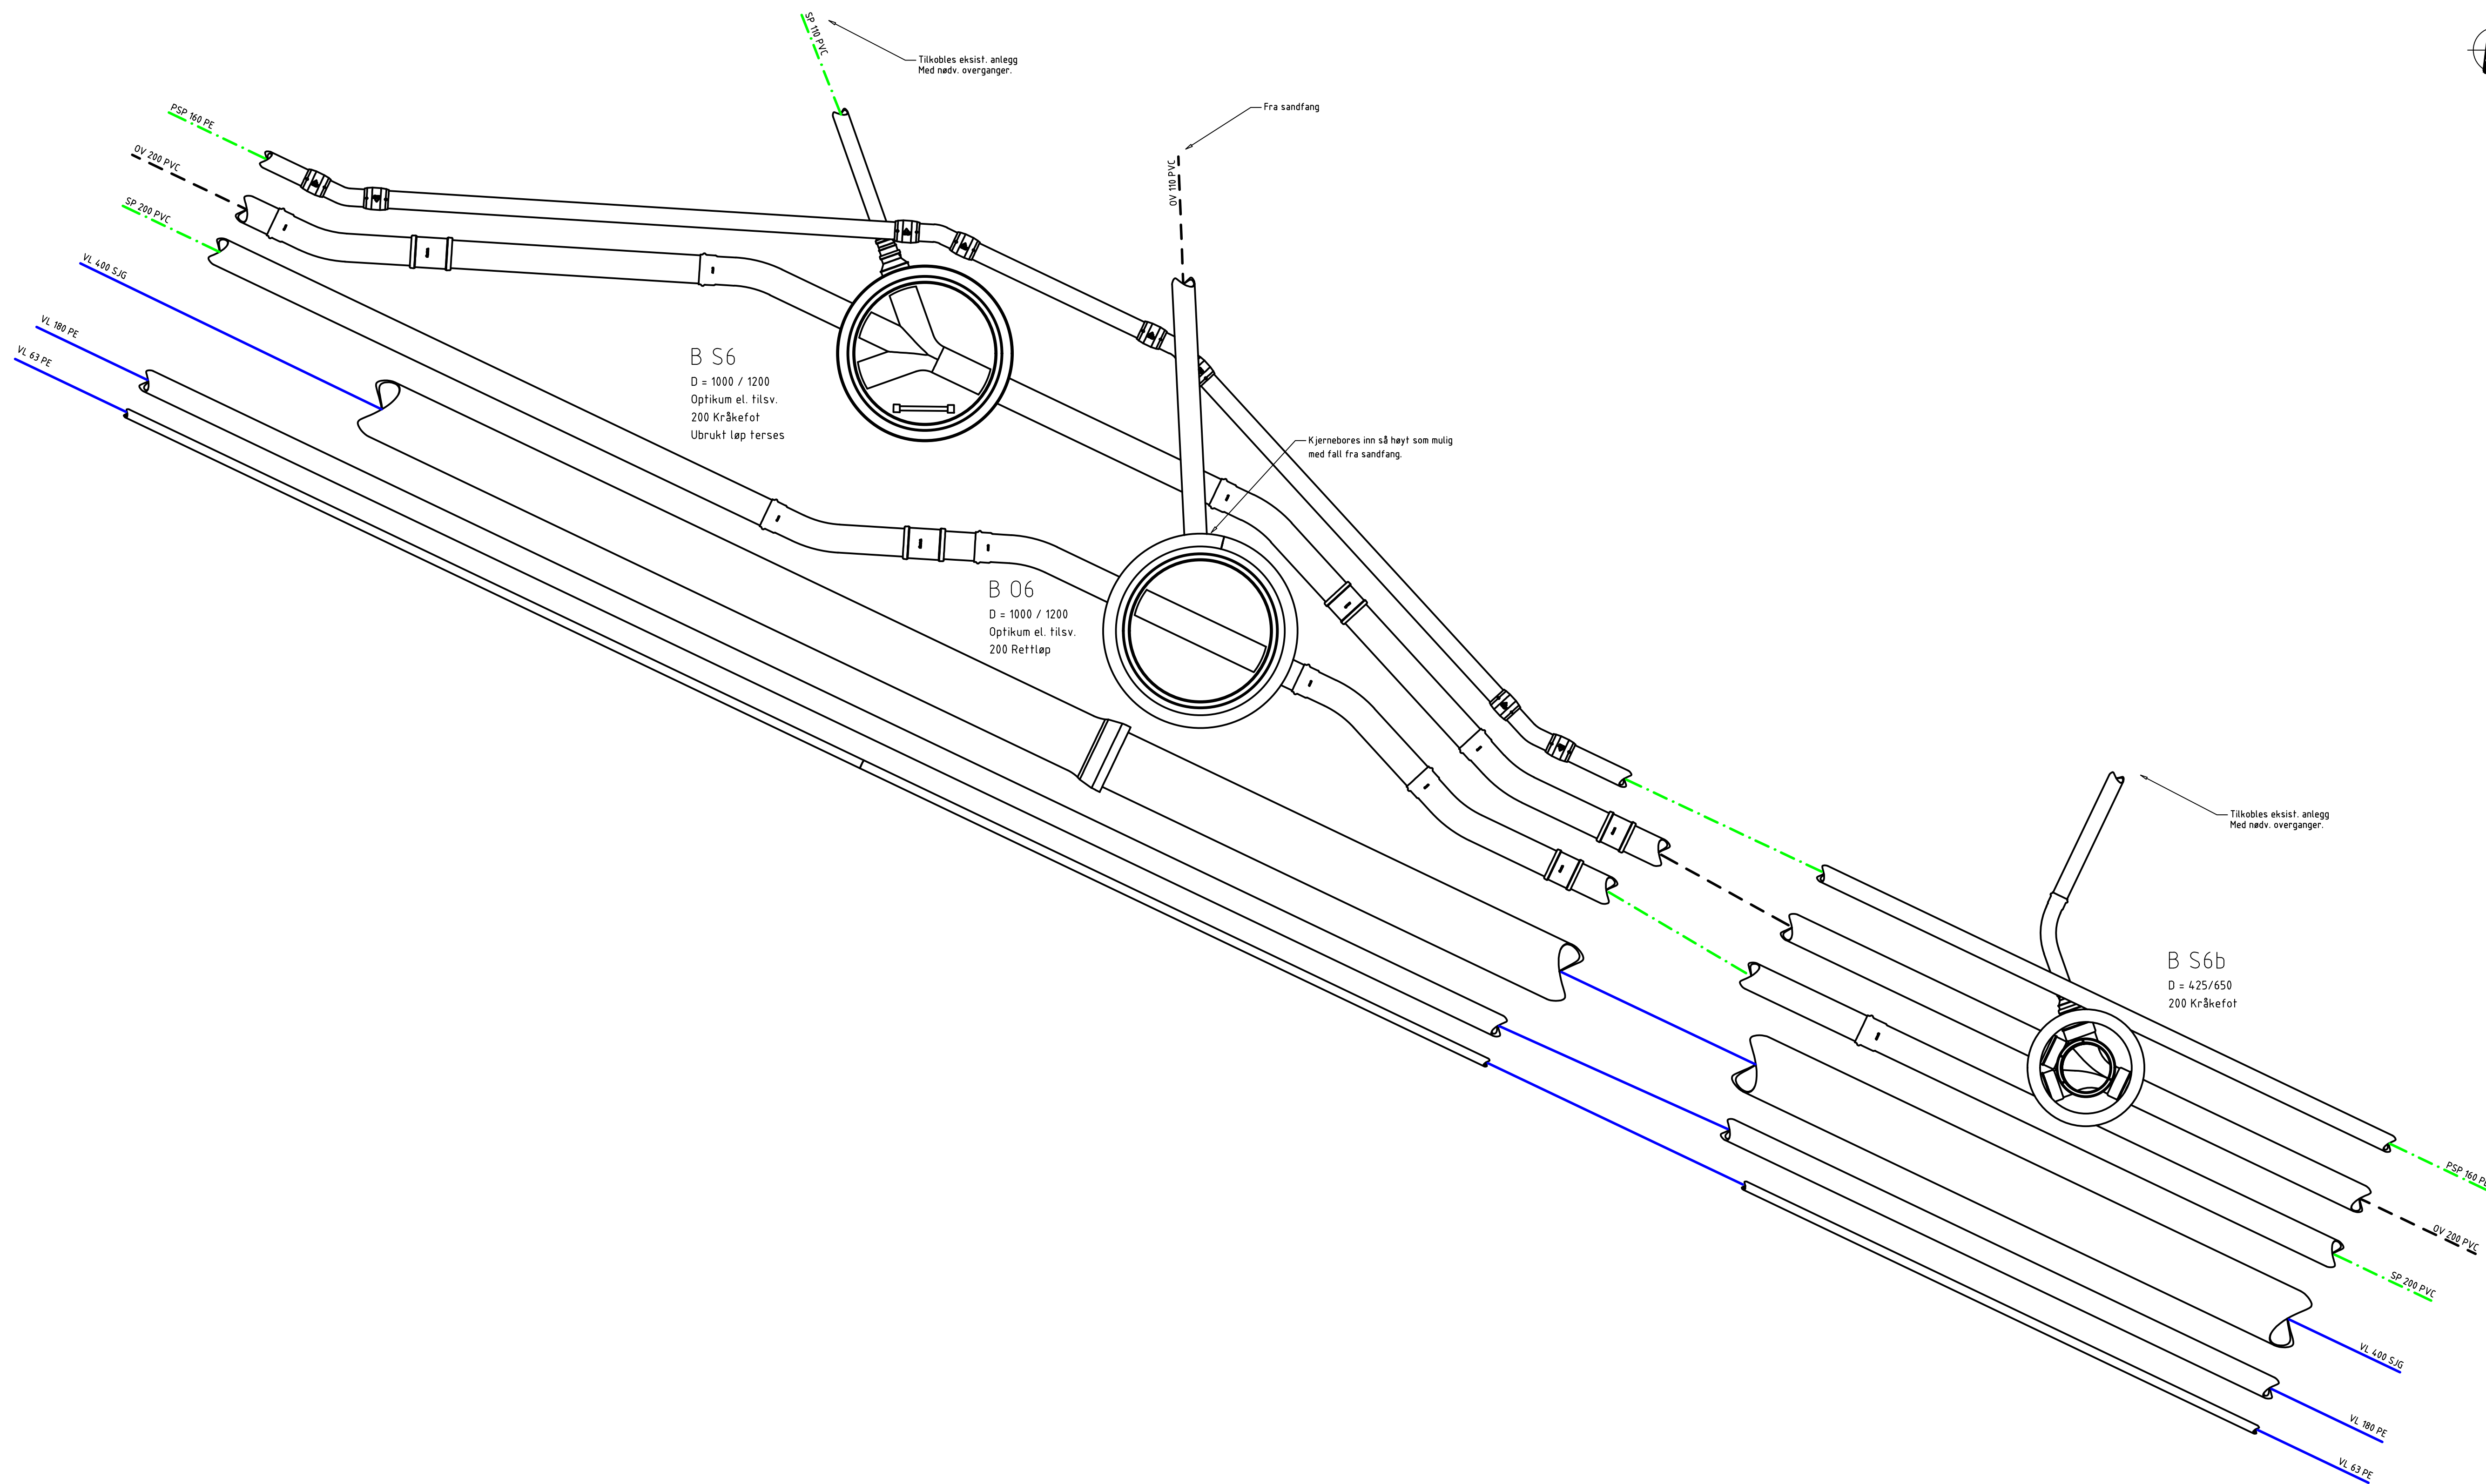 SP 110 PVC
Tilkobles eksist. anlegg
Med nødv. overganger.
PSP 160 PE
Fra sandfang
OV 200 PVC
OV 110 PVC
SP 200 PVC
VL 400 SJG
VL 180 PE
VL 63 PE
B S6
D = 1000 / 1200
Optikum el. tilsv.
200 Kråkefot
Ubrukt løp terses
Kjernebores inn så høyt som mulig
med fall fra sandfang.
B O6
D = 1000 / 1200
Optikum el. tilsv.
200 Rettløp
Tilkobles eksist. anlegg
Med nødv. overganger.
B S6b
D = 425/650
200 Kråkefot
PSP 160 PE
OV 200 PVC
SP 200 PVC
VL 400 SJG
VL 180 PE
VL 63 PE